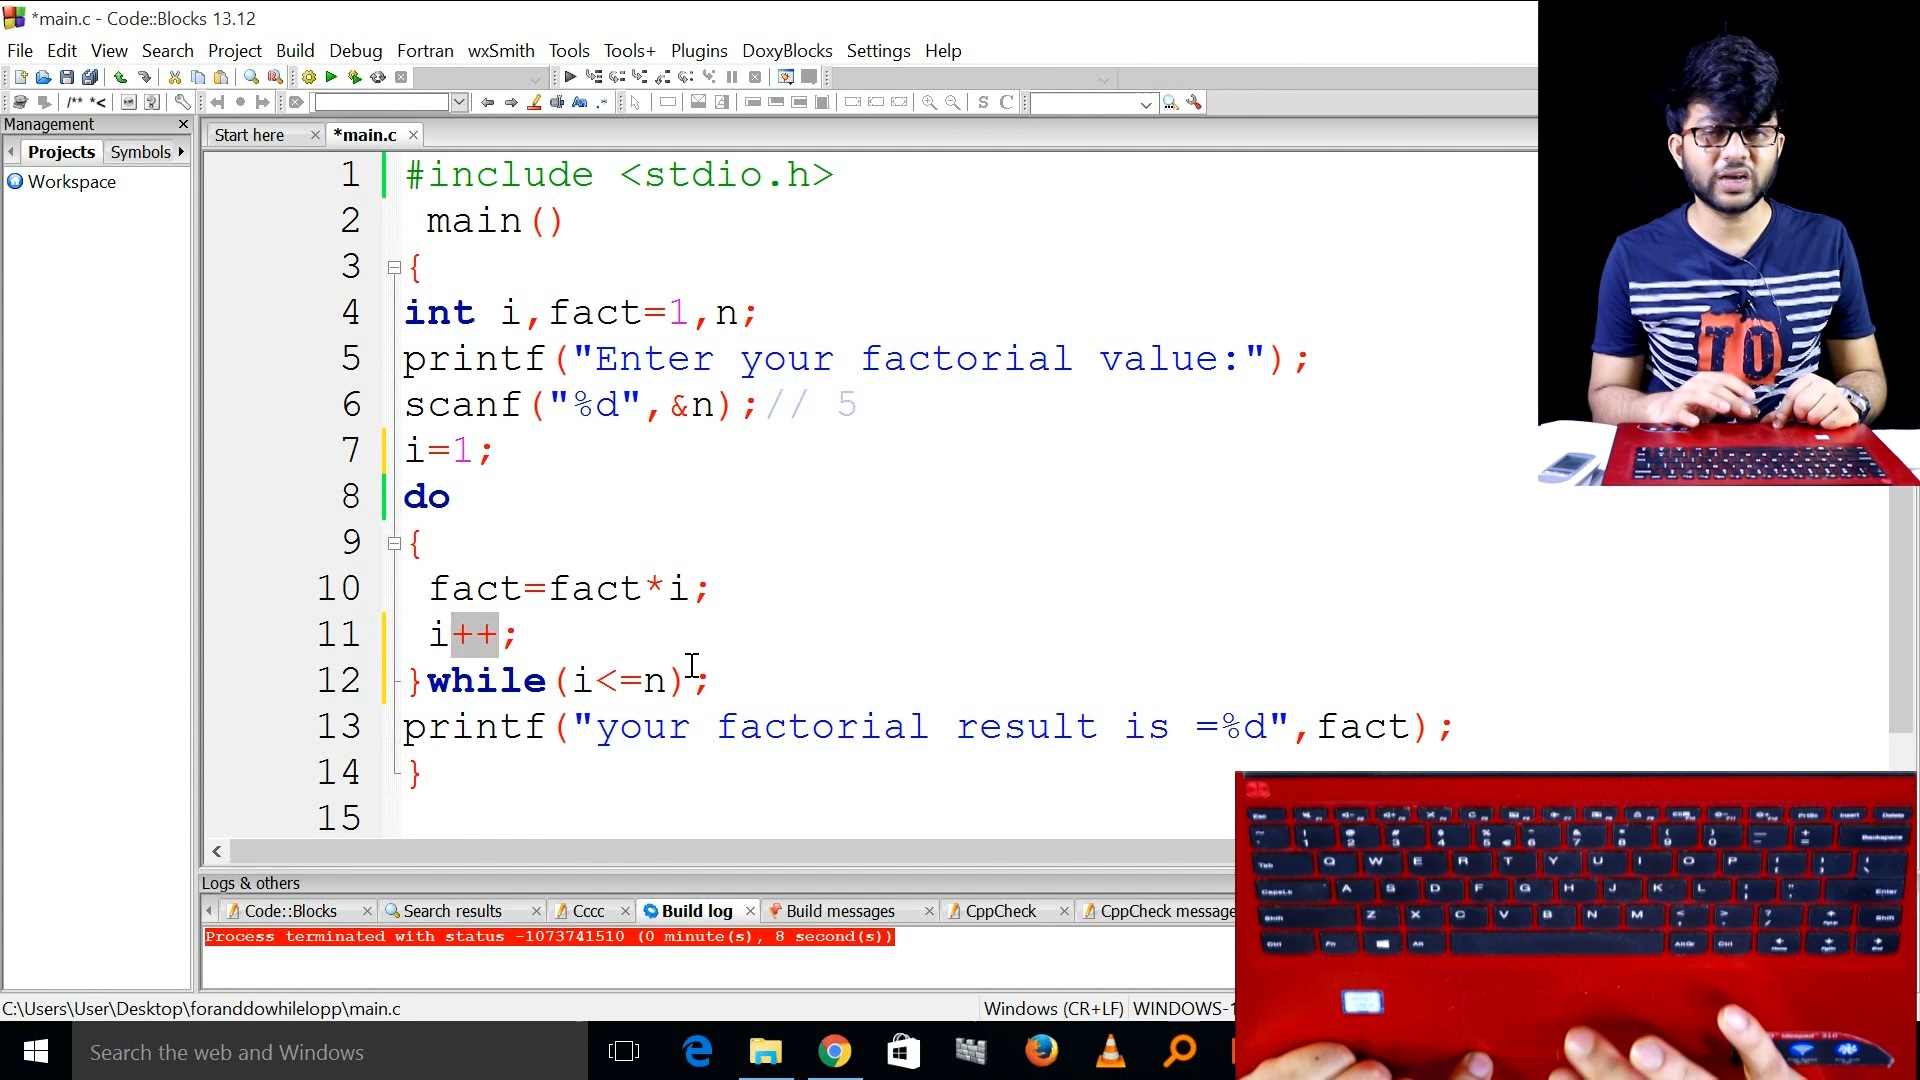 *main.c - Code::Blocks 13.12
File Edit View Search Project Build Debug Fortran wxSmith Tools Tools+ Plugins DoxyBlocks Settings Help
/** *<
S C
Management
Start here *main.c
Projects Symbols
Workspace
1 #include <stdio.h>
2 main()
3 {
4 int i,fact=1,n;
5 printf("Enter your factorial value:");
6 scanf("%d",&n);// 5
7 i=1;
8 do
9 {
10 fact=fact*i;
11 i++;
12 }while(i<=n);
13 printf("your factorial result is =%d",fact);
14 }
15
TO
Logs & others
Code::Blocks Search results Cccc Build log Build messages CppCheck CppCheck message
Process terminated with status -1073741510 (0 minute(s), 8 second(s))
C:\Users\User\Desktop\foranddowhilelopp\main.c Windows (CR+LF) WINDOWS-1
Search the web and Windows
Q W E R T Y U I O P
A S D F G H J K L
Z X C V B N M